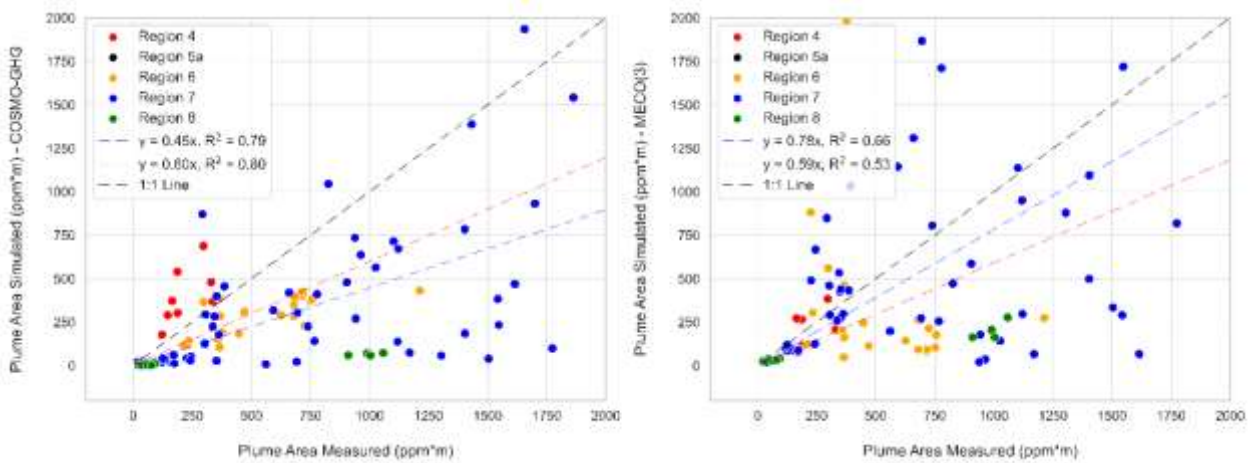 Plume Area Simulated (ppm*m) - COSMO-GHG
2000
1750
1500
1250
1000
750
500
250
0
Region 4
Region 5a
Region 6
Region 7
Region 8
y = 0.45x, R² = 0.79
y = 0.60x, R² = 0.80
1:1 Line
0 250 500 750 1000 1250 1500 1750 2000
Plume Area Measured (ppm*m)
Plume Area Simulated (ppm*m) - MECO(3)
2000
1750
1500
1250
1000
750
500
250
0
Region 4
Region 5a
Region 6
Region 7
Region 8
y = 0.78x, R² = 0.66
y = 0.59x, R² = 0.53
1:1 Line
0 250 500 750 1000 1250 1500 1750 2000
Plume Area Measured (ppm*m)